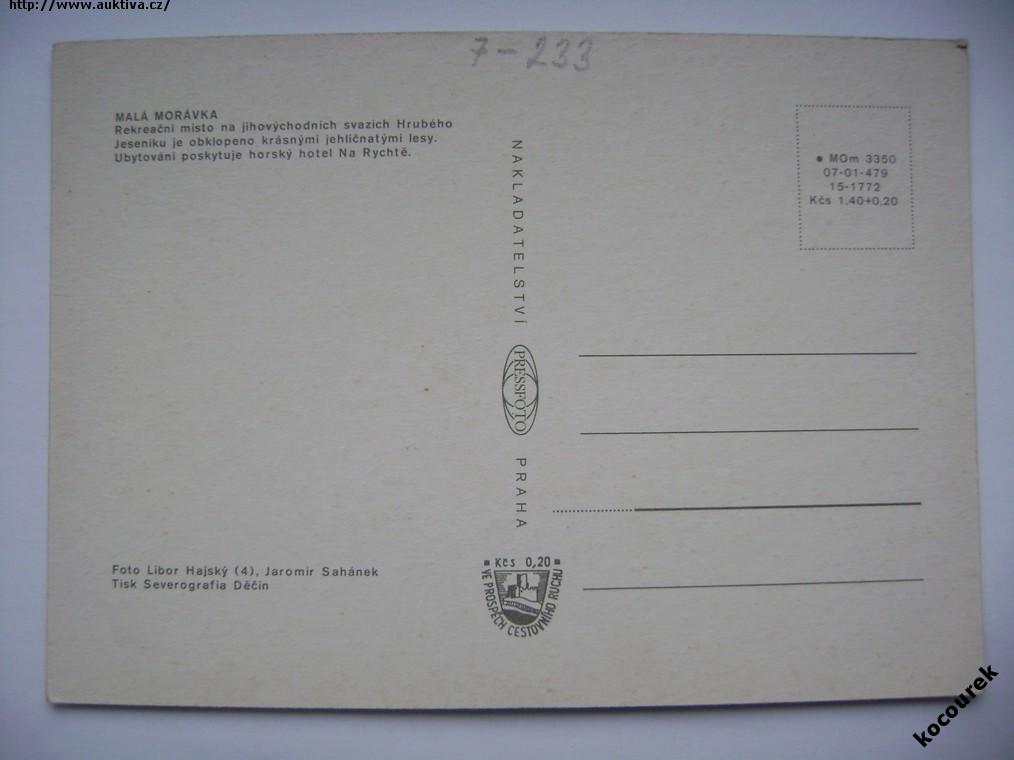 http://www.auktiva.cz/
7-233
MALÁ MORÁVKA
Rekreační místo na jihovýchodních svazích Hrubého
Jeseníku je obklopeno krásnými jehličnatými lesy.
Ubytování poskytuje horský hotel Na Rychtě.
NAKLADATELSTVÍ
PRESSFOTO
PRAHA
• MOm 3350
07-01-479
15-1772
Kčs 1,40+0,20
Foto Libor Hajský (4), Jaromír Sahánek
Tisk Severografia Děčín
Kčs 0,20
VE PROSPĚCH CESTOVNÍHO RUCHU
kocourek